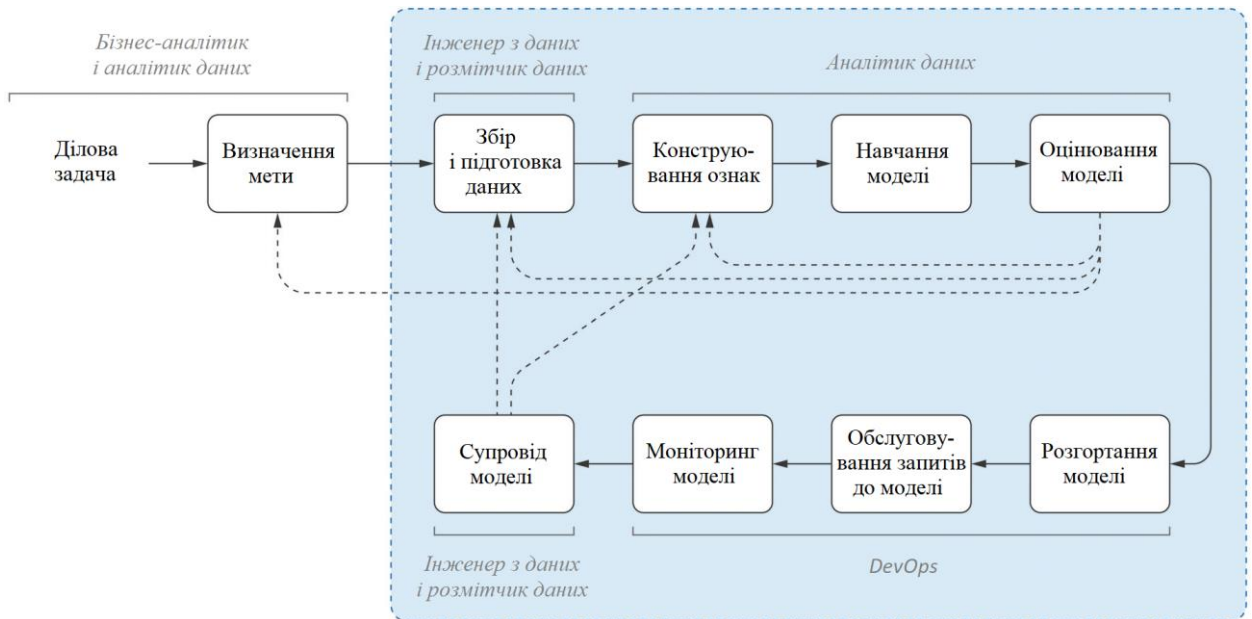 Бізнес-аналітик
і аналітик даних
Інженер з даних
і розмітчик даних
Аналітик даних
Ділова
задача
Визначення
мети
Збір
і підготовка
даних
Конструю-
вання ознак
Навчання
моделі
Оцінювання
моделі
Супровід
моделі
Моніторинг
моделі
Обслугову-
вання запитів
до моделі
Розгортання
моделі
Інженер з даних
і розмітчик даних
DevOps